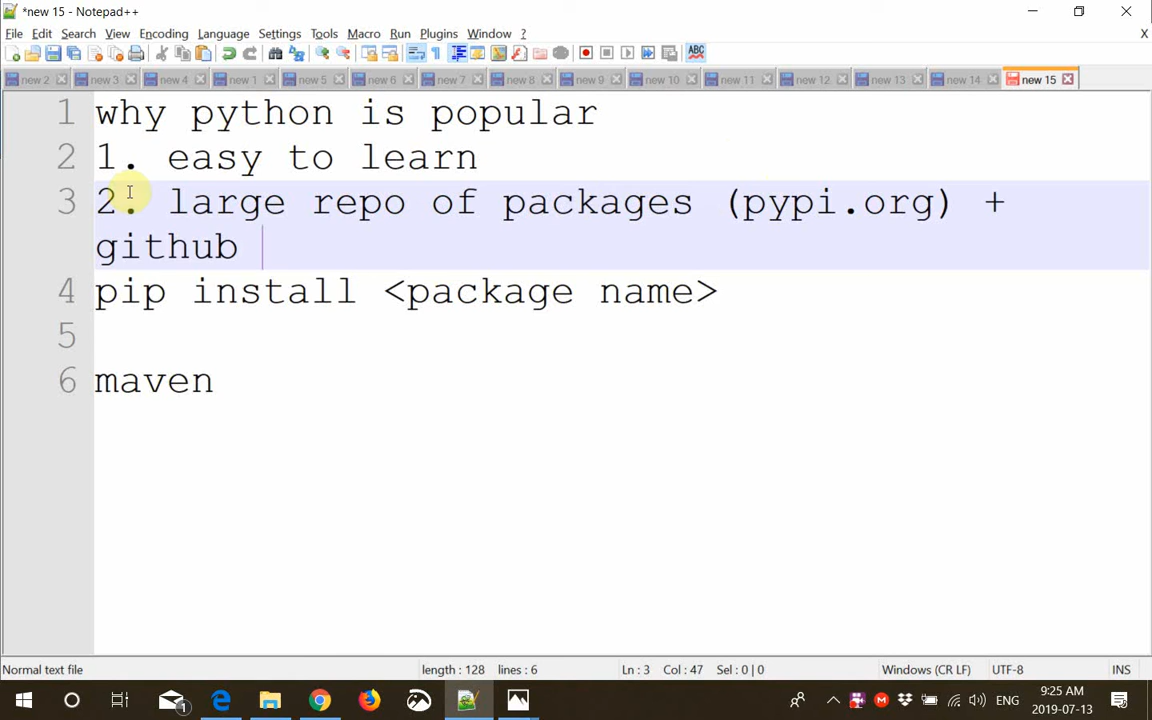 *new 15 - Notepad++
File Edit Search View Encoding Language Settings Tools Macro Run Plugins Window ?
X
ABC
new 2 new 3 new 4 new 1 new 5 new 6 new 7 new 8 new 9 new 10 new 11 new 12 new 13 new 14 new 15
1 why python is popular
2 1. easy to learn
3 2. large repo of packages (pypi.org) +
github
4 pip install <package name>
5
6 maven
Normal text file length : 128 lines : 6 Ln : 3 Col : 47 Sel : 0 | 0 Windows (CR LF) UTF-8 INS
1 ENG 9:25 AM
2019-07-13